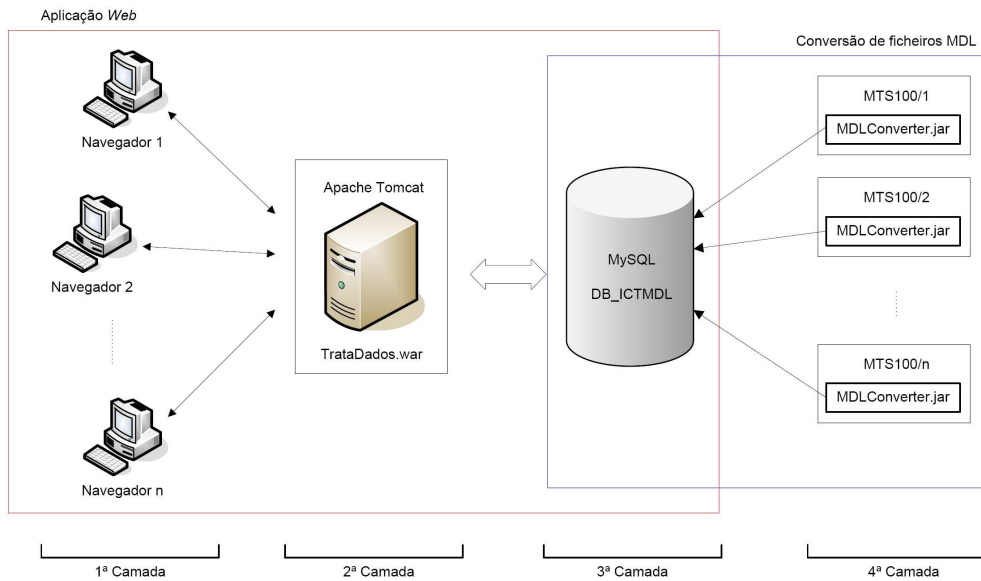 Aplicação Web
Conversão de ficheiros MDL
Navegador 1
Navegador 2
Navegador n
Apache Tomcat
TrataDados.war
MySQL
DB_ICTMDL
MTS100/1
MDLConverter.jar
MTS100/2
MDLConverter.jar
MTS100/n
MDLConverter.jar
1ª Camada
2ª Camada
3ª Camada
4ª Camada